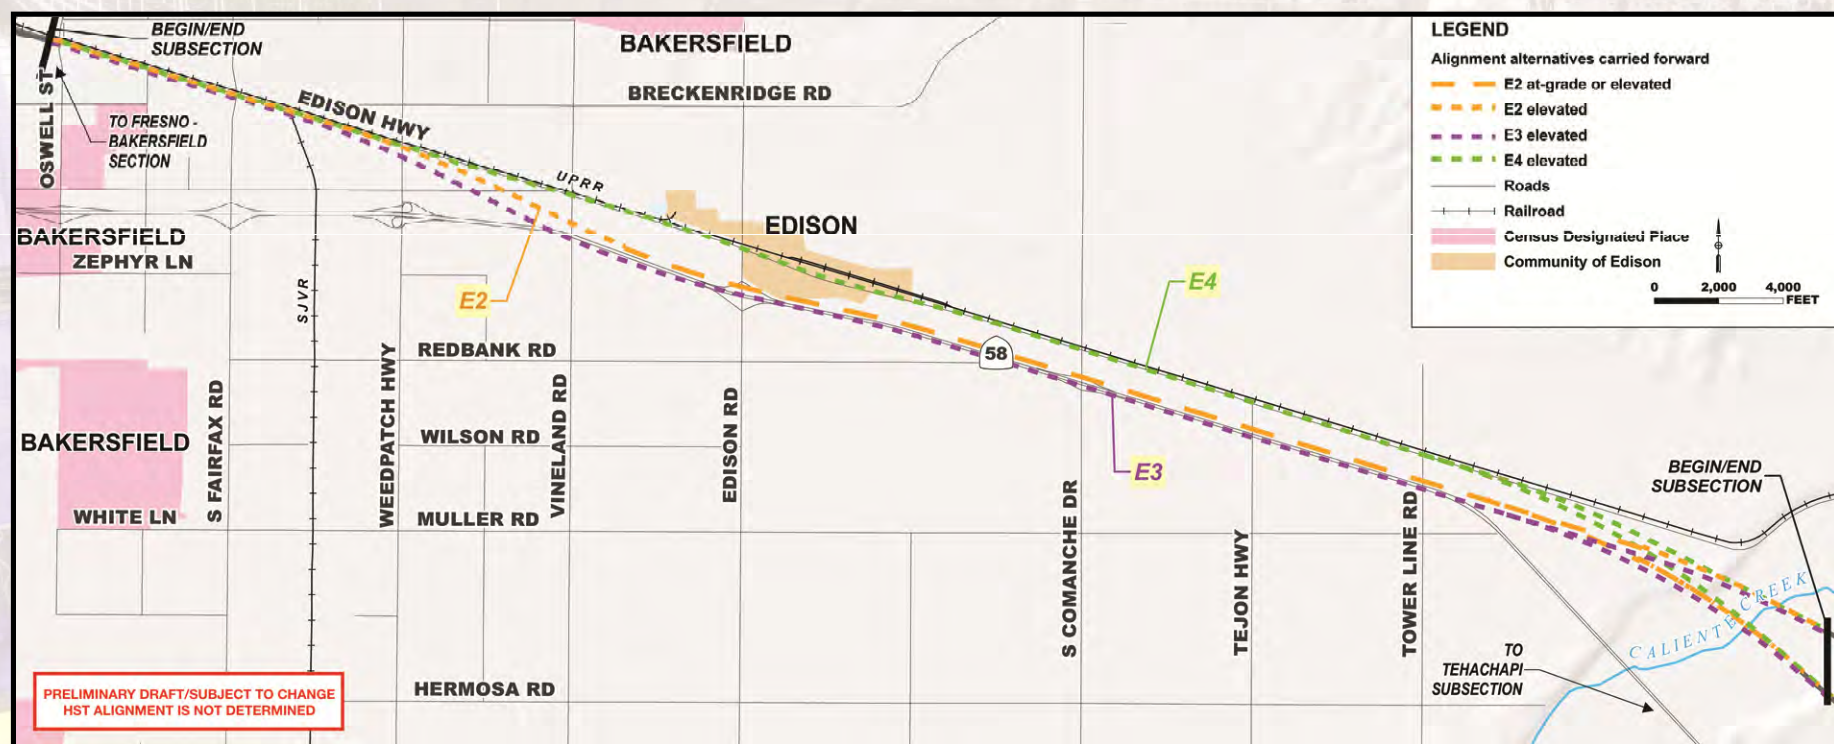 BEGIN/END
SUBSECTION
BAKERSFIELD
BRECKENRIDGE RD
EDISON HWY
OSWELL ST
TO FRESNO -
BAKERSFIELD
SECTION
UPRR
EDISON
BAKERSFIELD
ZEPHYR LN
SJVR
E2
E4
58
REDBANK RD
WEEDPATCH HWY
S FAIRFAX RD
VINELAND RD
EDISON RD
WILSON RD
BAKERSFIELD
E3
WHITE LN
MULLER RD
S COMANCHE DR
TEJON HWY
TOWER LINE RD
BEGIN/END
SUBSECTION
CALIENTE CREEK
TO
TEHACHAPI
SUBSECTION
HERMOSA RD
PRELIMINARY DRAFT/SUBJECT TO CHANGE
HST ALIGNMENT IS NOT DETERMINED
LEGEND
Alignment alternatives carried forward
E2 at-grade or elevated
E2 elevated
E3 elevated
E4 elevated
Roads
Railroad
Census Designated Place
Community of Edison
0 2,000 4,000
FEET